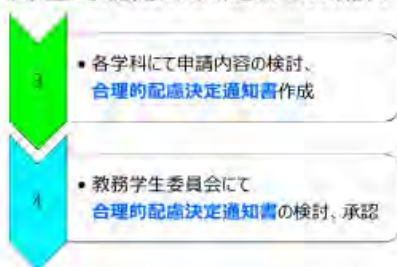 3
• 各学科にて申請内容の検討、
合理的配慮決定通知書作成
4
• 教務学生委員会にて
合理的配慮決定通知書の検討、承認